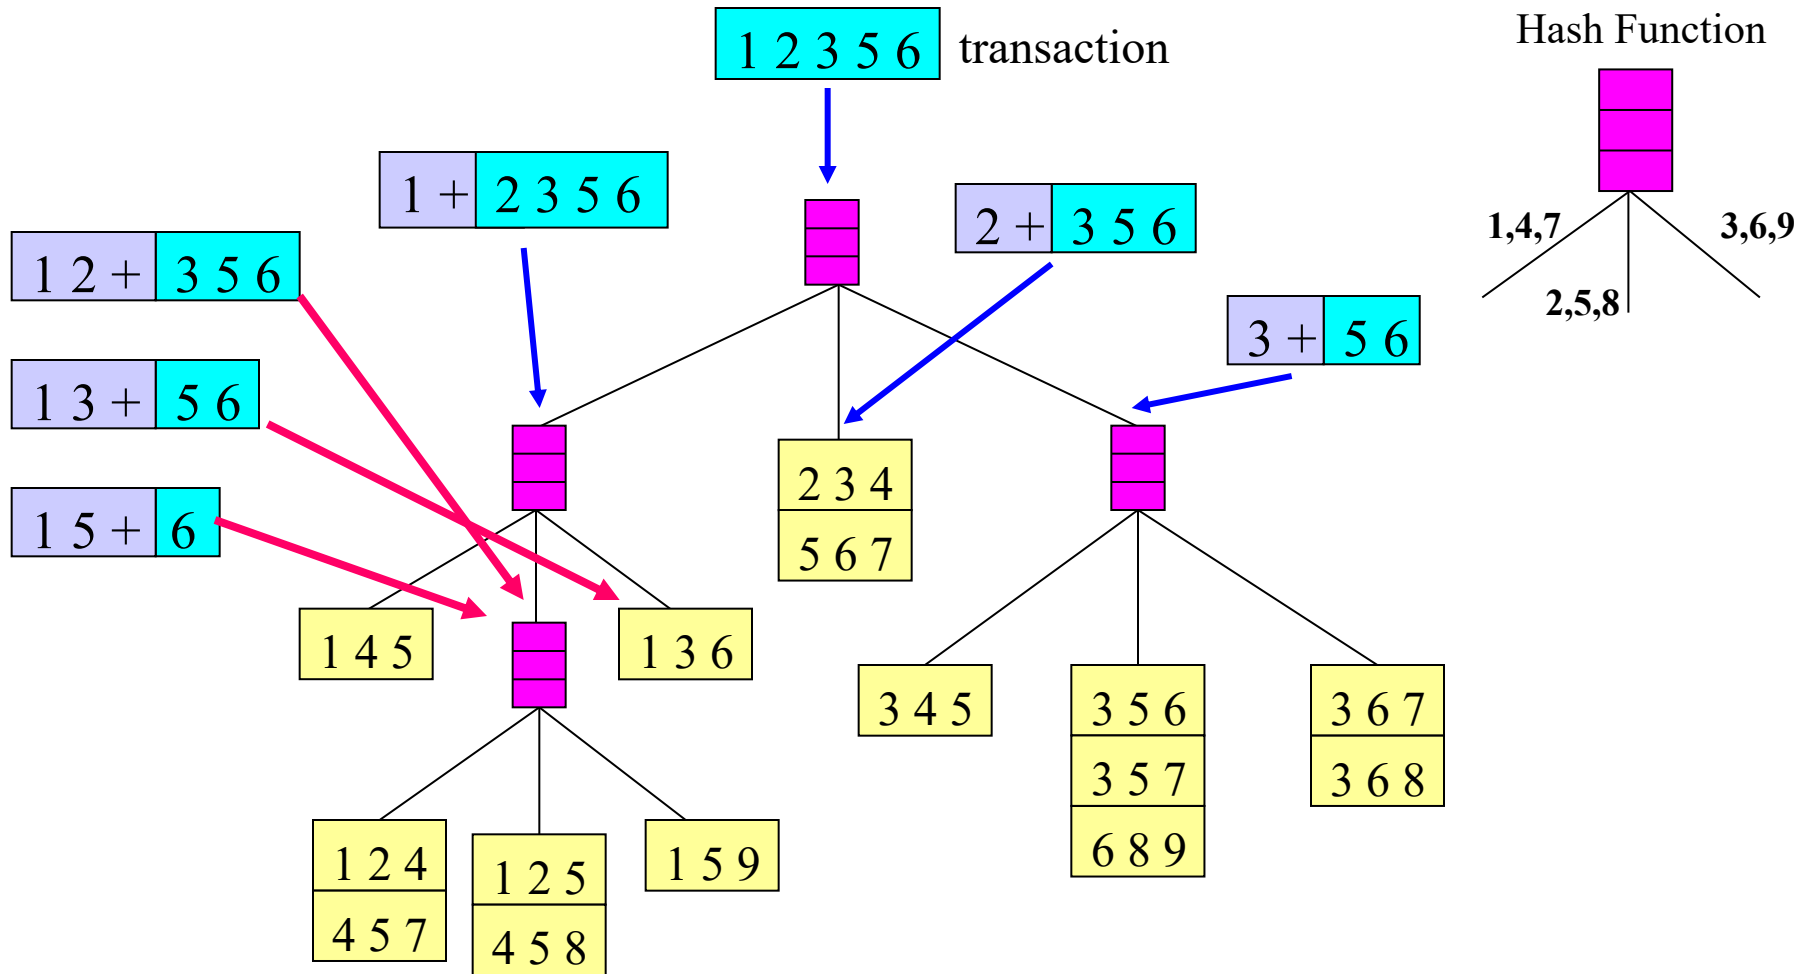 1 2 3 5 6 transaction
Hash Function
1,4,7
2,5,8
3,6,9
1 + 2 3 5 6
2 + 3 5 6
3 + 5 6
1 2 + 3 5 6
1 3 + 5 6
1 5 + 6
2 3 4
5 6 7
1 4 5
1 3 6
3 4 5
3 5 6
3 5 7
6 8 9
3 6 7
3 6 8
1 2 4
4 5 7
1 2 5
4 5 8
1 5 9